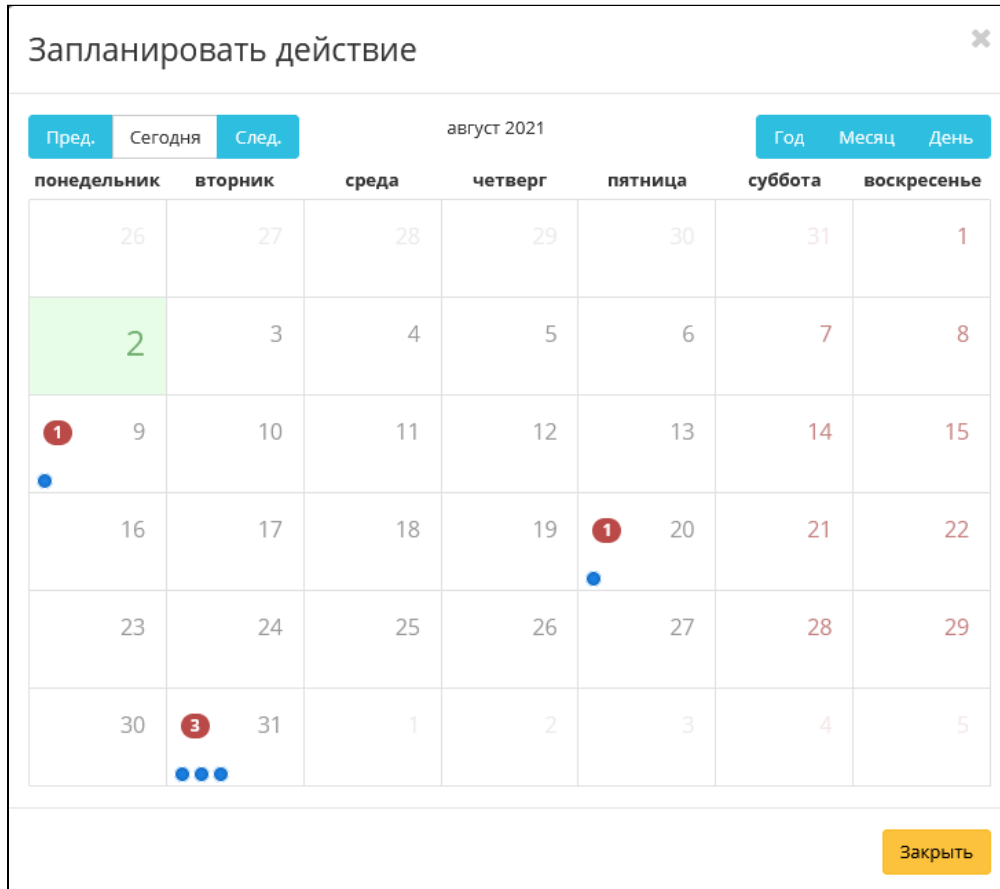 Запланировать действие ×
Пред. Сегодня След. август 2021 Год Месяц День
понедельник вторник среда четверг пятница суббота воскресенье
26 27 28 29 30 31 1
2 3 4 5 6 7 8
1 9 10 11 12 13 14 15
16 17 18 19 1 20 21 22
23 24 25 26 27 28 29
30 3 31 1 2 3 4 5
Закрыть